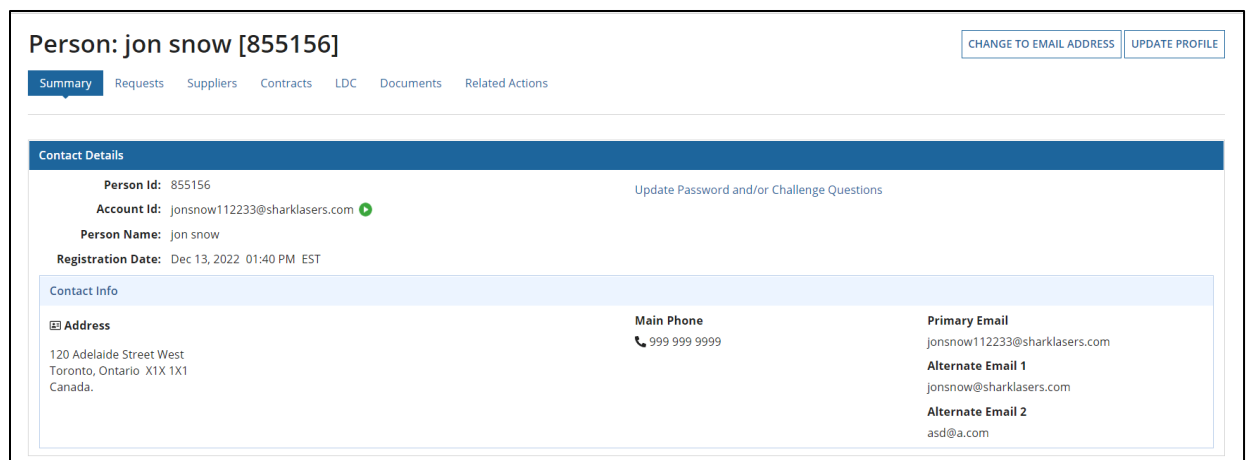 Person: jon snow [855156]
CHANGE TO EMAIL ADDRESS
UPDATE PROFILE
Summary Requests Suppliers Contracts LDC Documents Related Actions
Contact Details
Person Id: 855156
Update Password and/or Challenge Questions
Account Id: jonsnow112233@sharklasers.com
Person Name: jon snow
Registration Date: Dec 13, 2022 01:40 PM EST
Contact Info
Address
120 Adelaide Street West
Toronto, Ontario X1X 1X1
Canada.
Main Phone
999 999 9999
Primary Email
jonsnow112233@sharklasers.com
Alternate Email 1
jonsnow@sharklasers.com
Alternate Email 2
asd@a.com